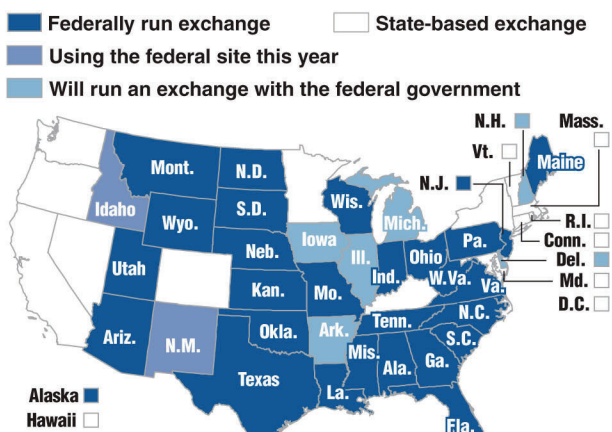 Federally run exchange
State-based exchange
Using the federal site this year
Will run an exchange with the federal government
N.H.
Mass.
Vt.
Maine
Mont.
N.D.
N.J.
Wis.
Idaho
S.D.
Mich.
R.I.
Wyo.
Iowa
Pa.
Conn.
Neb.
Ill.
Ohio
Del.
Utah
Ind.
W.Va.
Va.
Md.
Kan.
Mo.
D.C.
N.C.
Ariz.
N.M.
Okla.
Ark.
Tenn.
S.C.
Mis.
Ala.
Ga.
Texas
La.
Alaska
Hawaii
Fla.